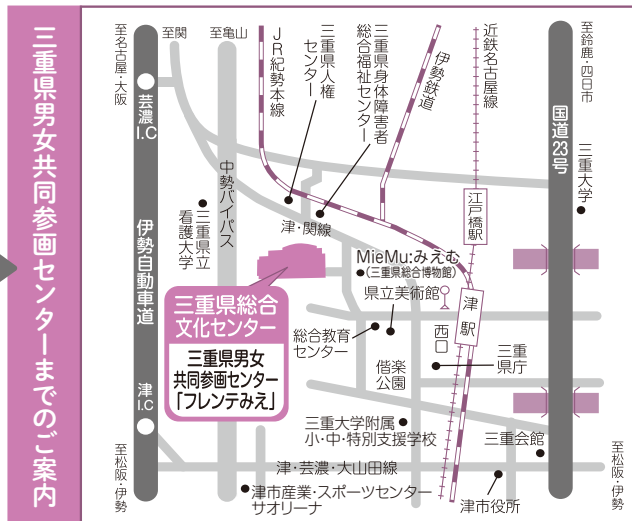 三重県男女共同参画センターまでのご案内
至名古屋・大阪
至関
至亀山
JR紀勢本線
三重県人権
センター
三重県身体障害者
総合福祉センター
伊勢鉄道
近鉄名古屋線
至鈴鹿・四日市
芸濃
I.C
国道23号
三重大学
中勢バイパス
三重県立
看護大学
津・関線
江戸橋駅
伊勢自動車道
MieMu:みえむ
(三重県総合博物館)
県立美術館
津駅
西口
三重県総合
文化センター
三重県男女
共同参画センター
「フレンテみえ」
総合教育
センター
偕楽
公園
三重
県庁
津
I.C
三重大学附属
小・中・特別支援学校
三重会館
至松阪・伊勢
津・芸濃・大山田線
至松阪・伊勢
津市産業・スポーツセンター
サオリーナ
津市役所